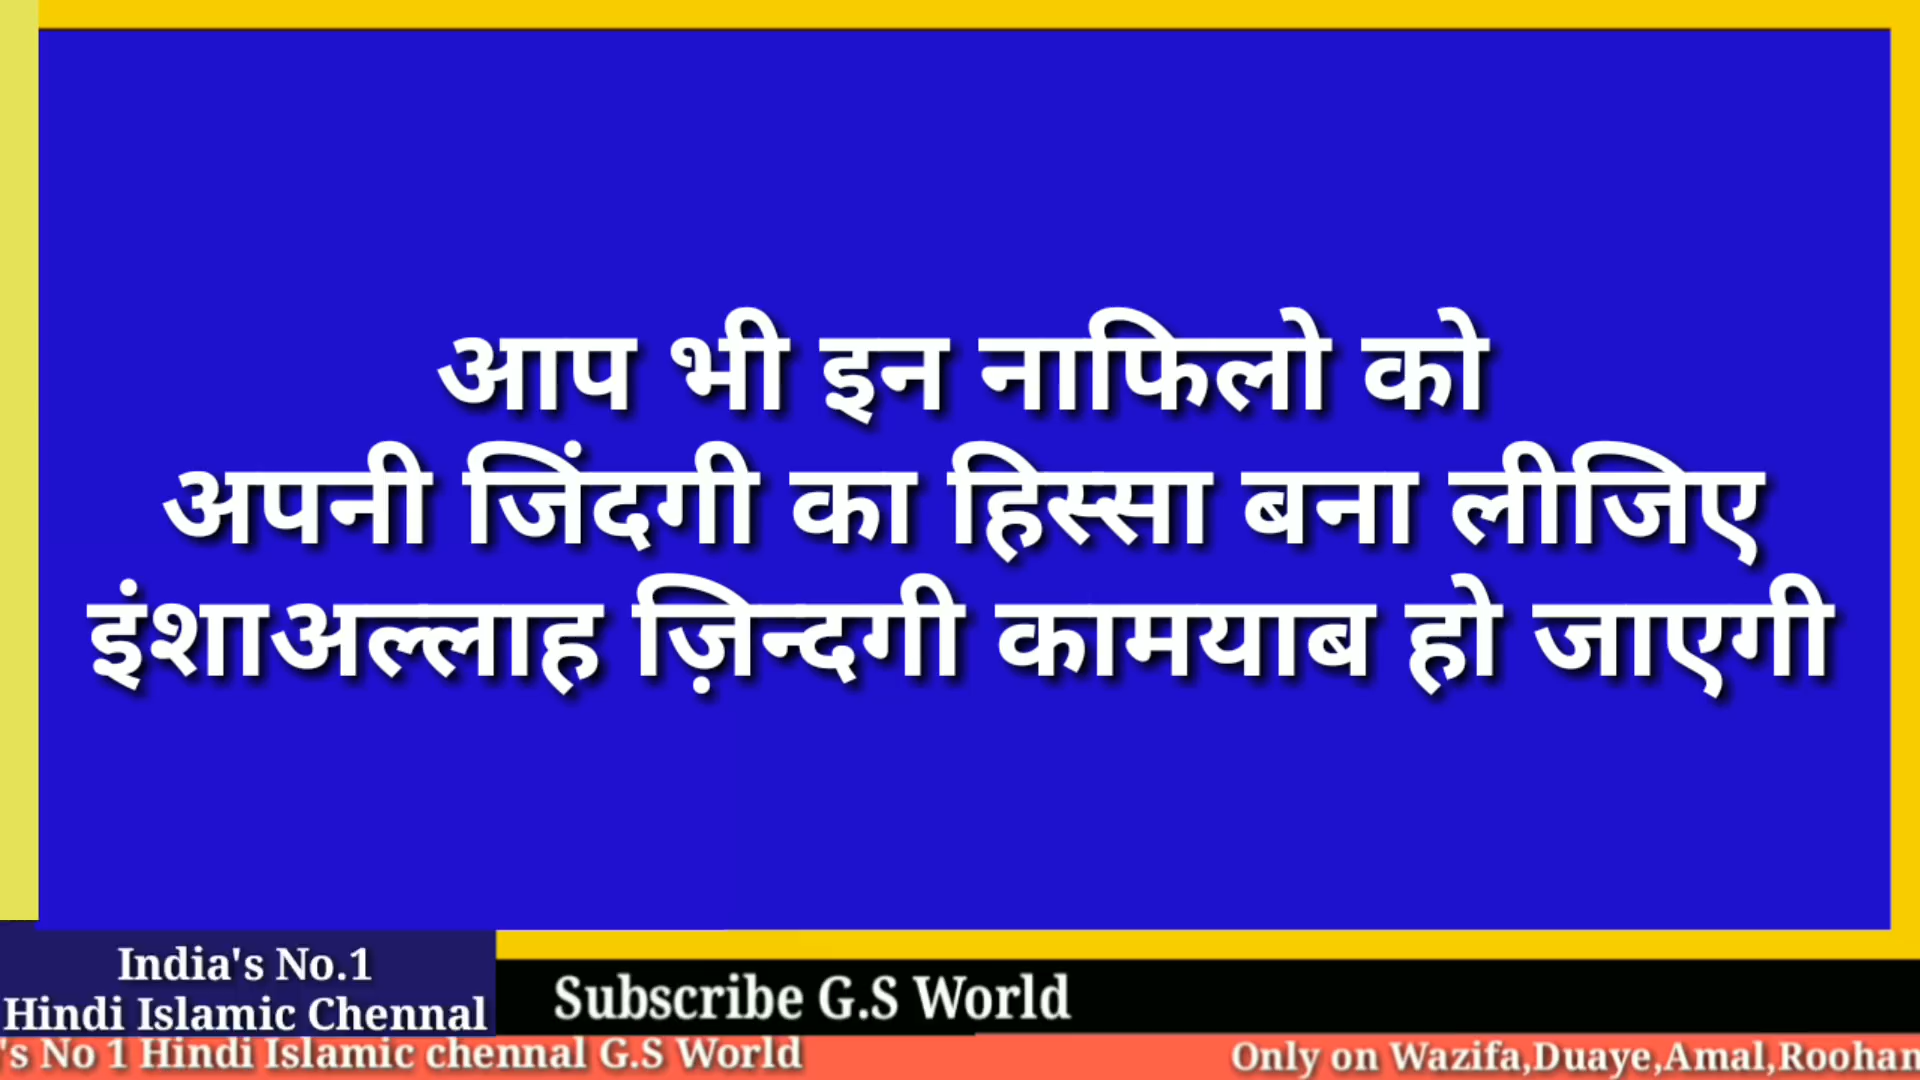 आप भी इन नाफिलो को
अपनी जिंदगी का हिस्सा बना लीजिए
इंशाअल्लाह ज़िन्दगी कामयाब हो जाएगी
India's No.1
Hindi Islamic Chennal
Subscribe G.S World
's No 1 Hindi Islamic chennal G.S World
Only on Wazifa,Duaye,Amal,Roohan